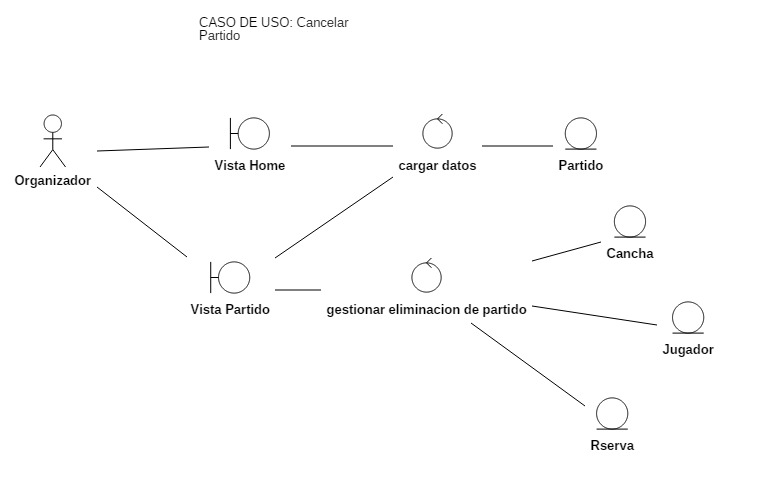 CASO DE USO: Cancelar
Partido
Organizador
Vista Home
cargar datos
Partido
Cancha
Vista Partido
gestionar eliminacion de partido
Jugador
Rserva